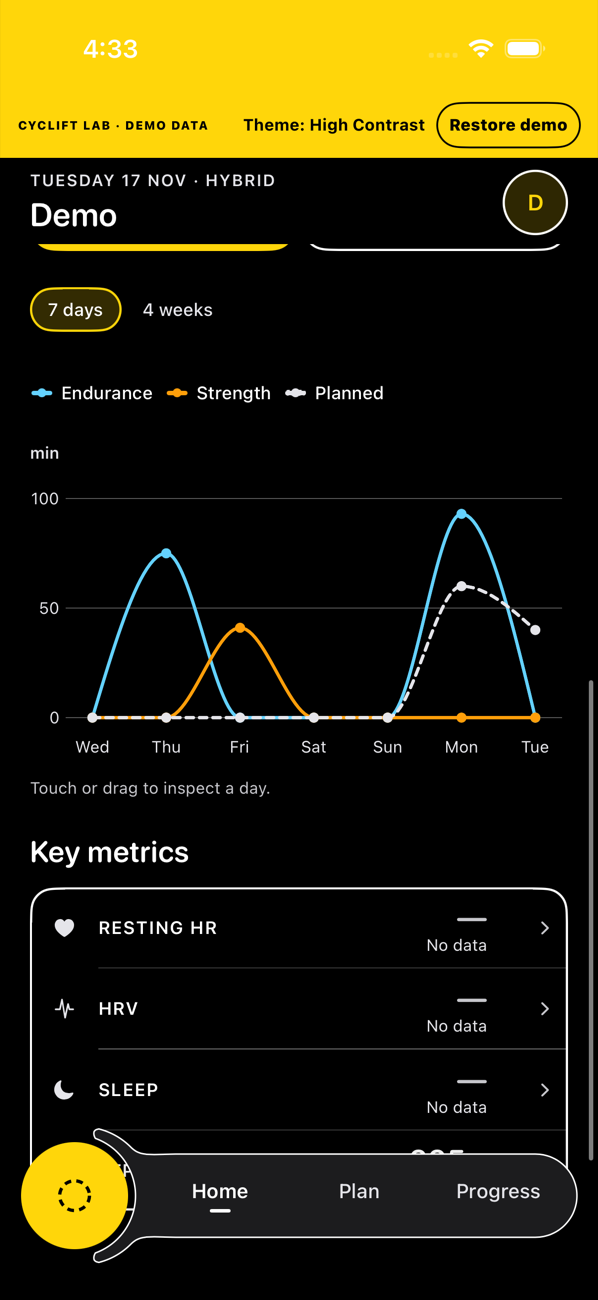 4:33
CYCLIFT LAB · DEMO DATA
Theme: High Contrast
Restore demo
TUESDAY 17 NOV · HYBRID
Demo
D
7 days
4 weeks
Endurance
Strength
Planned
min
100
50
0
Wed Thu Fri Sat Sun Mon Tue
Touch or drag to inspect a day.
Key metrics
RESTING HR
No data
HRV
No data
SLEEP
No data
Home
Plan
Progress